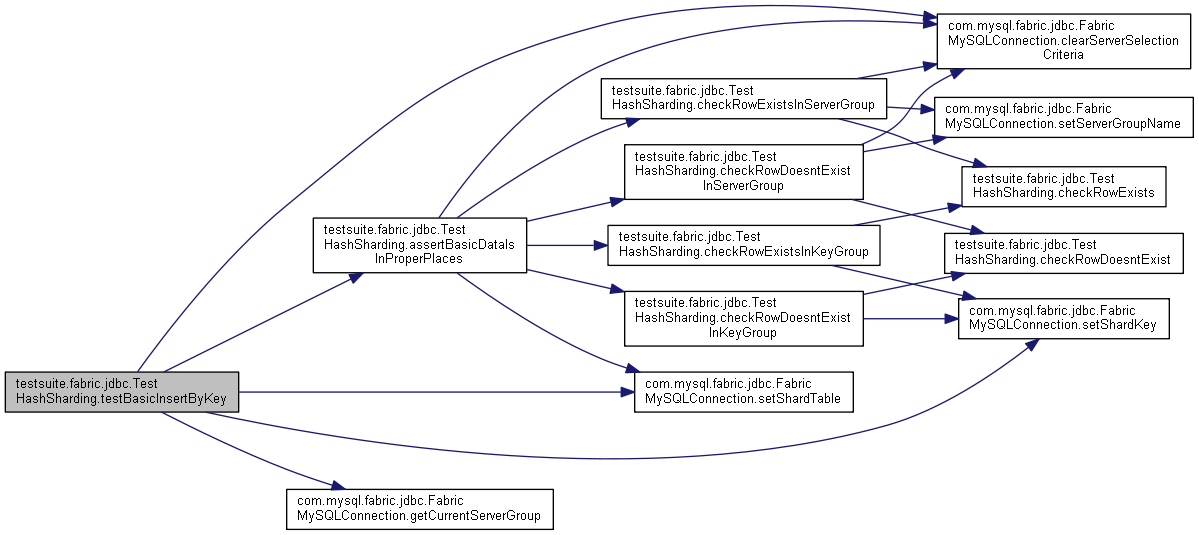 com.mysql.fabric.jdbc.Fabric
MySQLConnection.clearServerSelection
Criteria
testsuite.fabric.jdbc.Test
HashSharding.checkRowExistsInServerGroup
com.mysql.fabric.jdbc.Fabric
MySQLConnection.setServerGroupName
testsuite.fabric.jdbc.Test
HashSharding.checkRowDoesntExist
InServerGroup
testsuite.fabric.jdbc.Test
HashSharding.checkRowExists
testsuite.fabric.jdbc.Test
HashSharding.assertBasicDataIs
InProperPlaces
testsuite.fabric.jdbc.Test
HashSharding.checkRowExistsInKeyGroup
testsuite.fabric.jdbc.Test
HashSharding.checkRowDoesntExist
testsuite.fabric.jdbc.Test
HashSharding.checkRowDoesntExist
InKeyGroup
com.mysql.fabric.jdbc.Fabric
MySQLConnection.setShardKey
testsuite.fabric.jdbc.Test
HashSharding.testBasicInsertByKey
com.mysql.fabric.jdbc.Fabric
MySQLConnection.setShardTable
com.mysql.fabric.jdbc.Fabric
MySQLConnection.getCurrentServerGroup